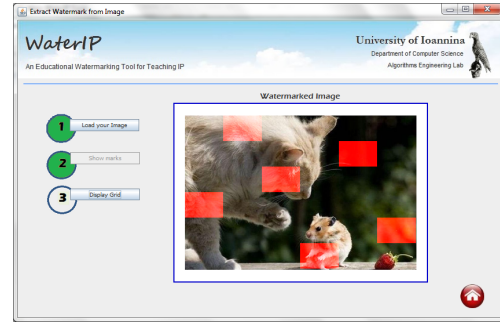 Extract Watermark from Image
WaterIP
An Educational Watermarking Tool for Teaching IP
University of Ioannina
Department of Computer Science
Algorithms Engineering Lab
Watermarked Image
1 Load your Image
2 Show marks
3 Display Grid